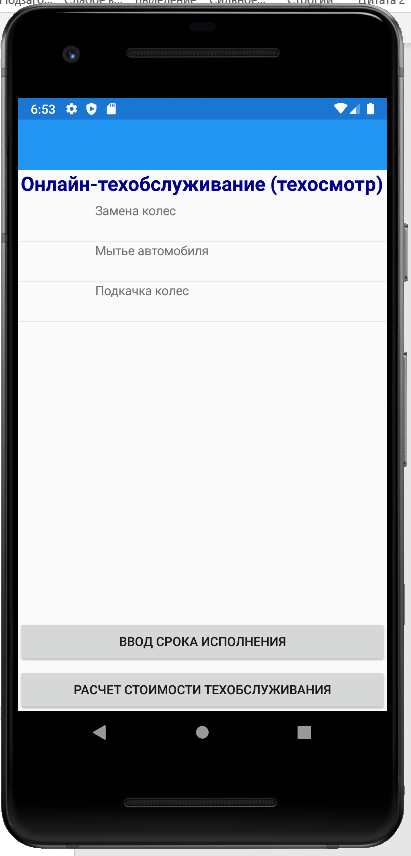 6:53
Онлайн-техобслуживание (техосмотр)
Замена колес
Мытье автомобиля
Подкачка колес
ВВОД СРОКА ИСПОЛНЕНИЯ
РАСЧЕТ СТОИМОСТИ ТЕХОБСЛУЖИВАНИЯ